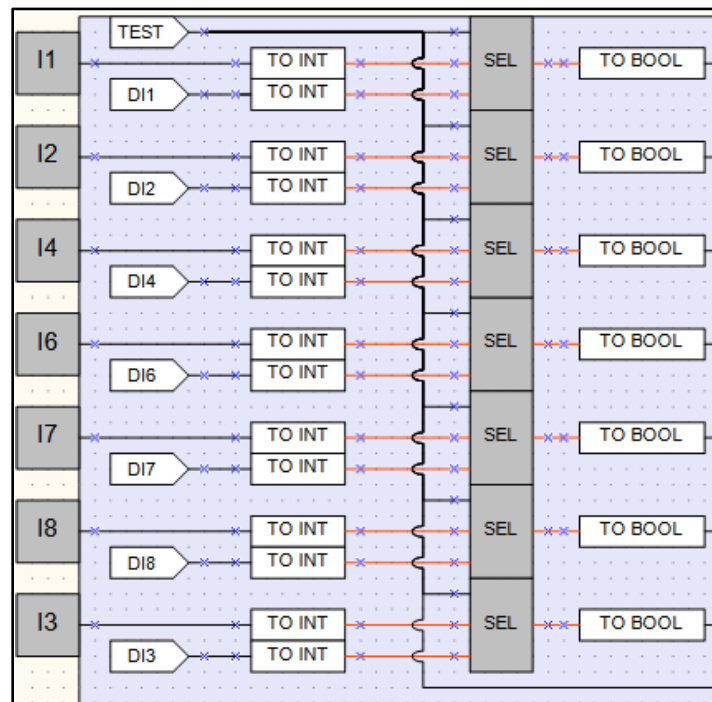 TEST
I1
TO INT
SEL
TO BOOL
DI1
TO INT
I2
TO INT
SEL
TO BOOL
DI2
TO INT
I4
TO INT
SEL
TO BOOL
DI4
TO INT
I6
TO INT
SEL
TO BOOL
DI6
TO INT
I7
TO INT
SEL
TO BOOL
DI7
TO INT
I8
TO INT
SEL
TO BOOL
DI8
TO INT
I3
TO INT
SEL
TO BOOL
DI3
TO INT